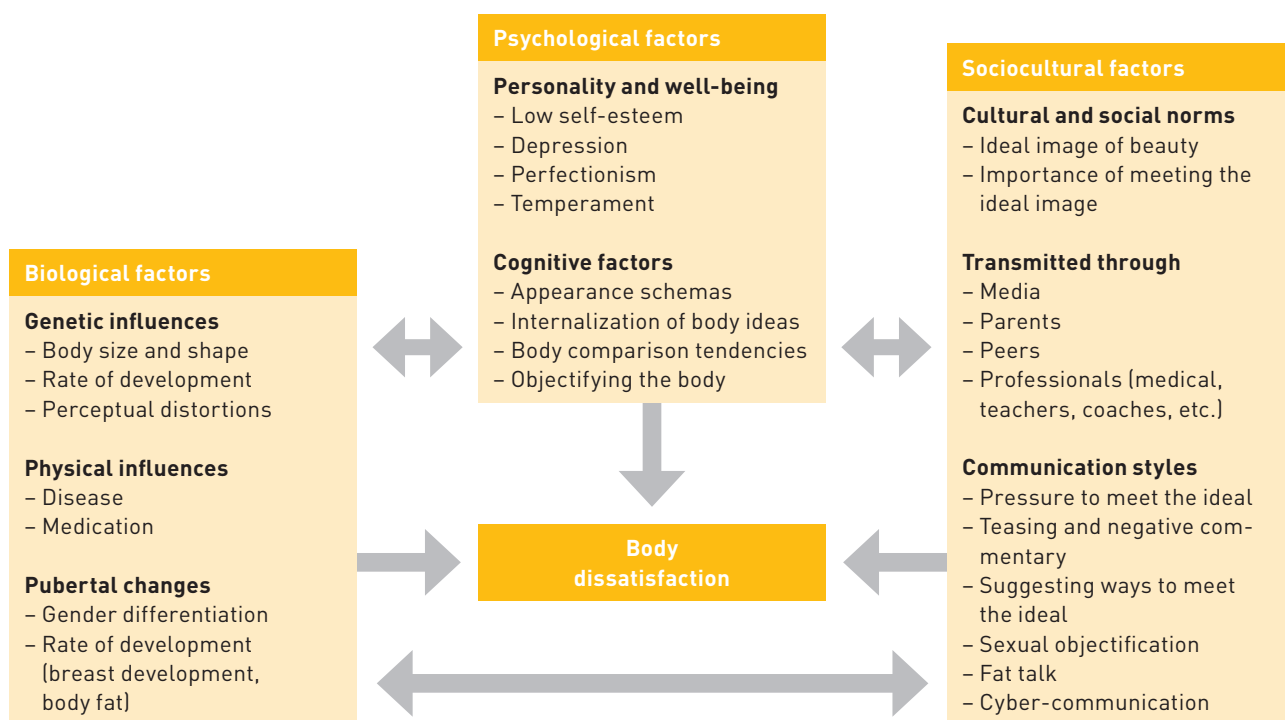 Psychological factors
Personality and well-being
– Low self-esteem
– Depression
– Perfectionism
– Temperament
Cognitive factors
– Appearance schemas
– Internalization of body ideas
– Body comparison tendencies
– Objectifying the body
Sociocultural factors
Cultural and social norms
– Ideal image of beauty
– Importance of meeting the
ideal image
Transmitted through
– Media
– Parents
– Peers
– Professionals (medical,
teachers, coaches, etc.)
Communication styles
– Pressure to meet the ideal
– Teasing and negative com-
mentary
– Suggesting ways to meet
the ideal
– Sexual objectification
– Fat talk
– Cyber-communication
Biological factors
Genetic influences
– Body size and shape
– Rate of development
– Perceptual distortions
Physical influences
– Disease
– Medication
Pubertal changes
– Gender differentiation
– Rate of development
(breast development,
body fat)
Body
dissatisfaction